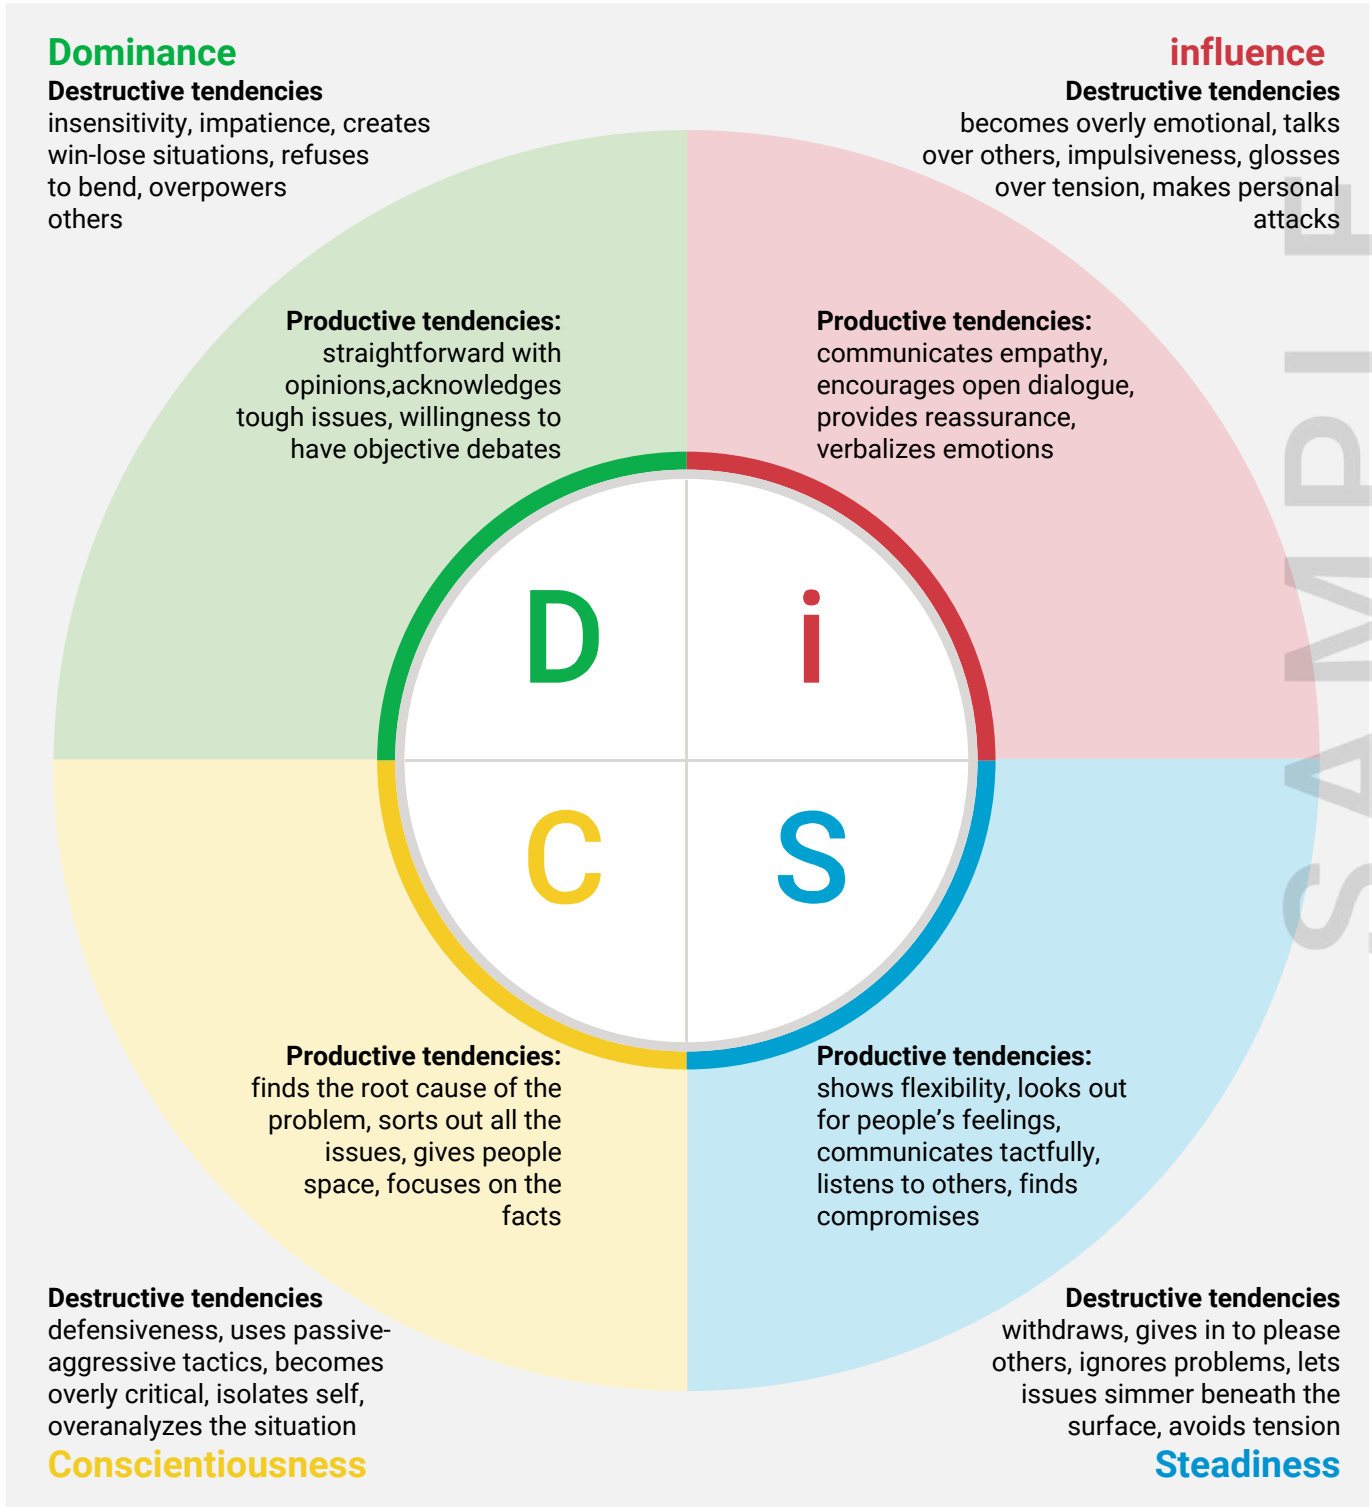 Dominance
Destructive tendencies
insensitivity, impatience, creates
win-lose situations, refuses
to bend, overpowers
others
influence
Destructive tendencies
becomes overly emotional, talks
over others, impulsiveness, glosses
over tension, makes personal
attacks
Productive tendencies:
straightforward with
opinions,acknowledges
tough issues, willingness to
have objective debates
Productive tendencies:
communicates empathy,
encourages open dialogue,
provides reassurance,
verbalizes emotions
D
i
C
S
Productive tendencies:
finds the root cause of the
problem, sorts out all the
issues, gives people
space, focuses on the
facts
Productive tendencies:
shows flexibility, looks out
for people’s feelings,
communicates tactfully,
listens to others, finds
compromises
Destructive tendencies
defensiveness, uses passive-
aggressive tactics, becomes
overly critical, isolates self,
overanalyzes the situation
Conscientiousness
Destructive tendencies
withdraws, gives in to please
others, ignores problems, lets
issues simmer beneath the
surface, avoids tension
Steadiness
SAMPLE